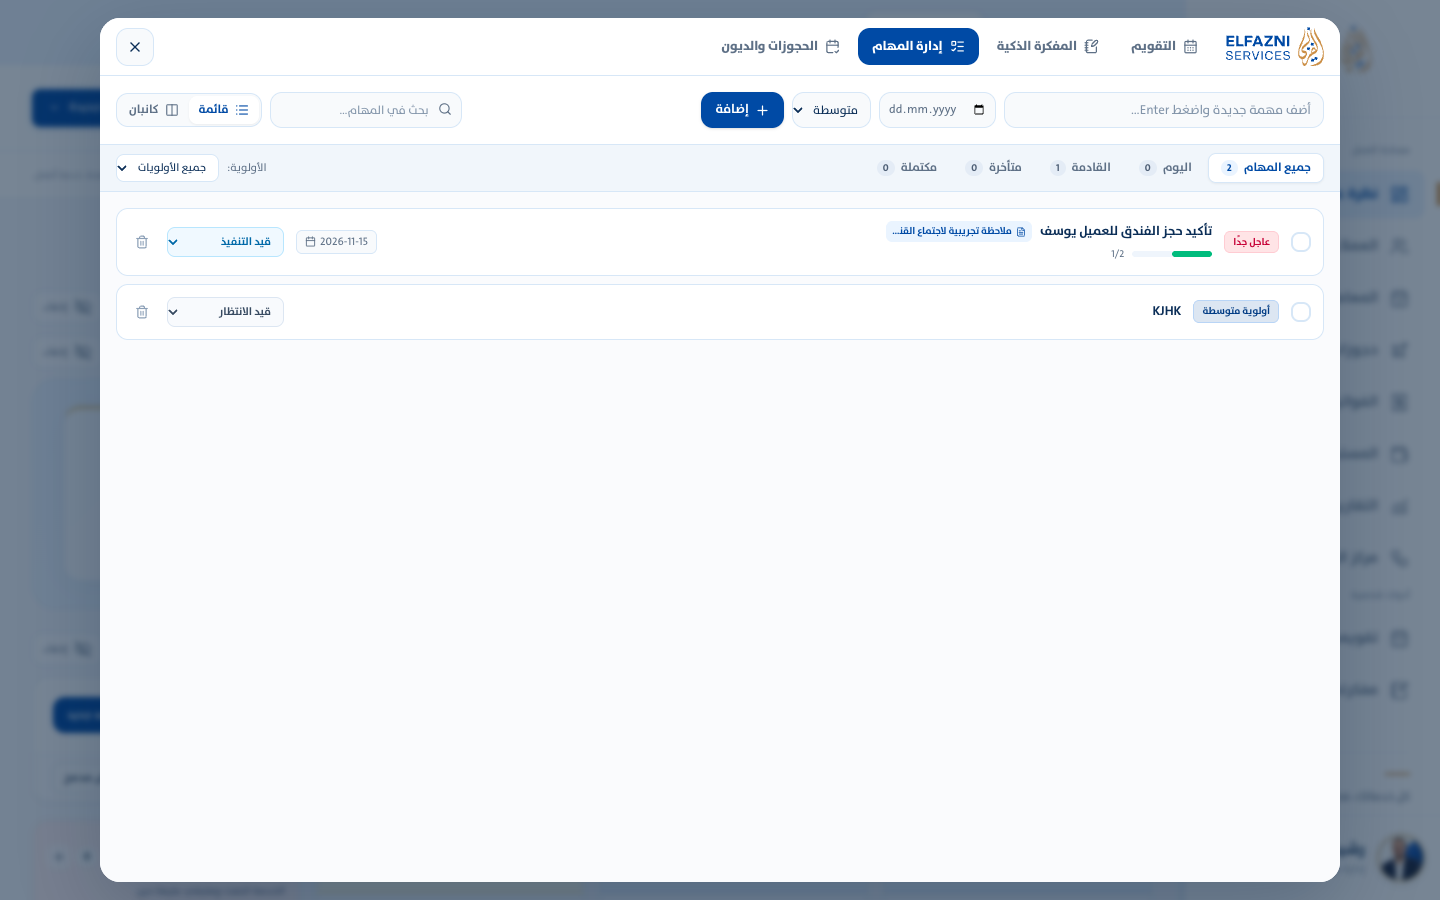 ELFAZNI
SERVICES
التقويم
المفكرة الذكية
إدارة المهام
الحجوزات والديون
أضف مهمة جديدة واضغط Enter...
dd.mm.yyyy
متوسطة
إضافة
بحث في المهام...
قائمة
كانبان
جميع المهام 2
اليوم 0
القادمة 1
متأخرة 0
مكتملة 0
الأولوية:
جميع الأولويات
عاجل جدًا
تأكيد حجز الفندق للعميل يوسف
ملاحظة تجريبية لاجتماع الفنـ...
1/2
2026-11-15
قيد التنفيذ
أولوية متوسطة
KJHK
قيد الانتظار